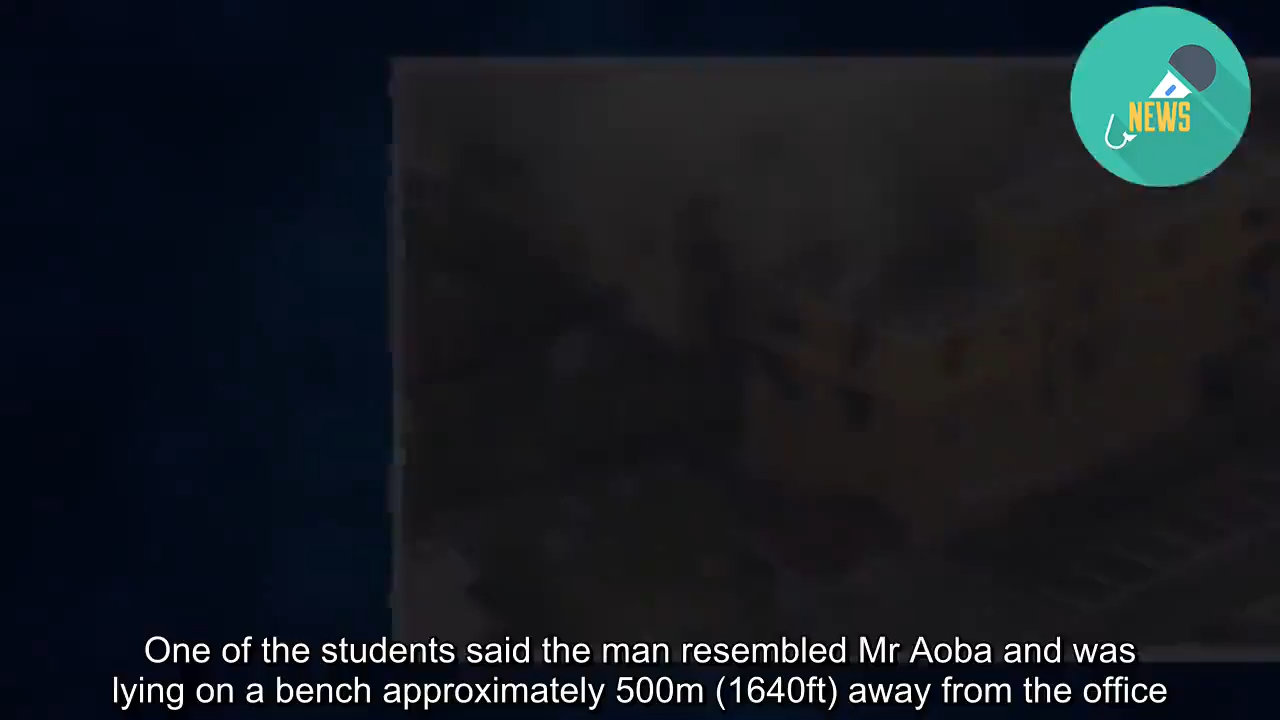 NEWS
One of the students said the man resembled Mr Aoba and was
lying on a bench approximately 500m (1640ft) away from the office